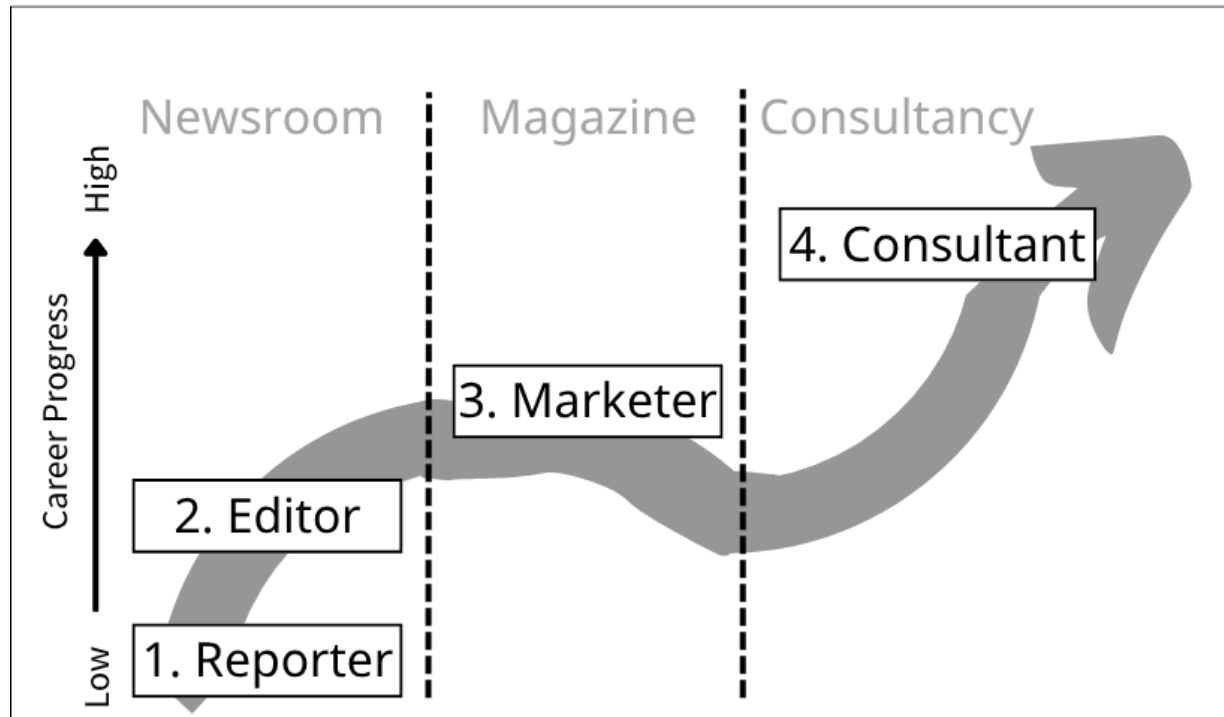 Newsroom
Magazine
Consultancy
High
Career Progress
Low
4. Consultant
3. Marketer
2. Editor
1. Reporter